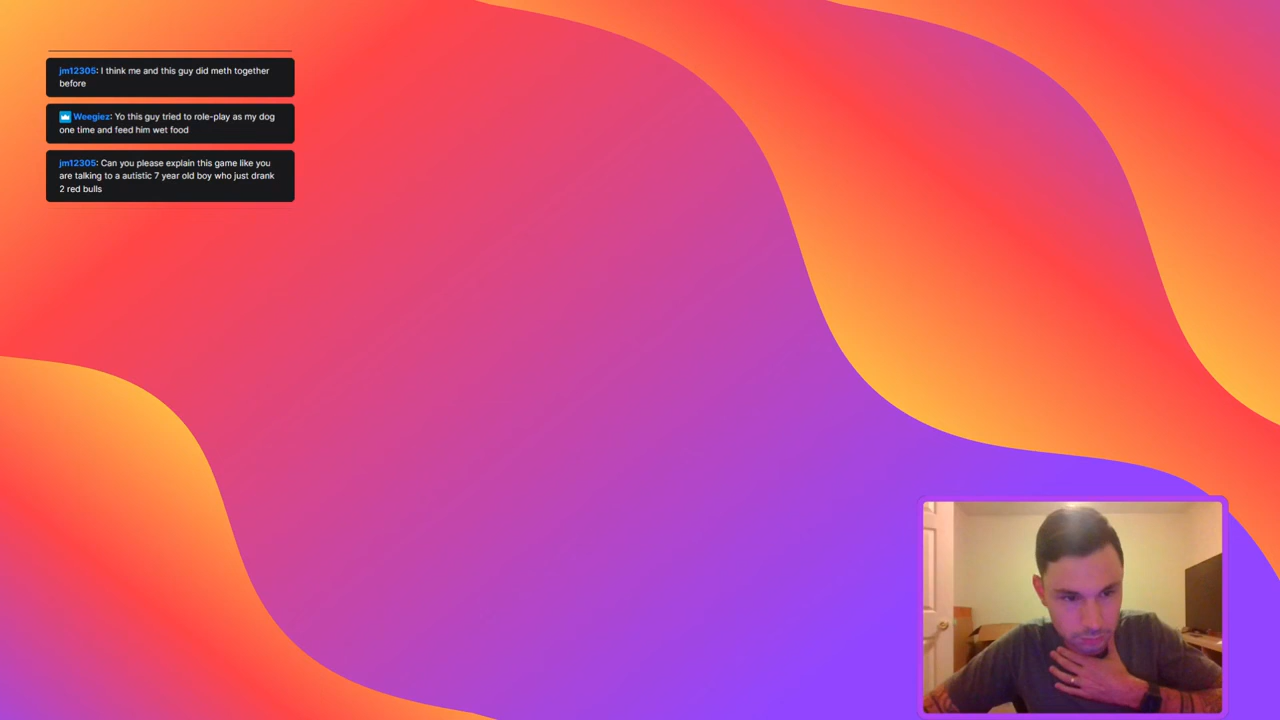 jm12305: I think me and this guy did meth together
before
Weegiez: Yo this guy tried to role-play as my dog
one time and feed him wet food
jm12305: Can you please explain this game like you
are talking to a autistic 7 year old boy who just drank
2 red bulls